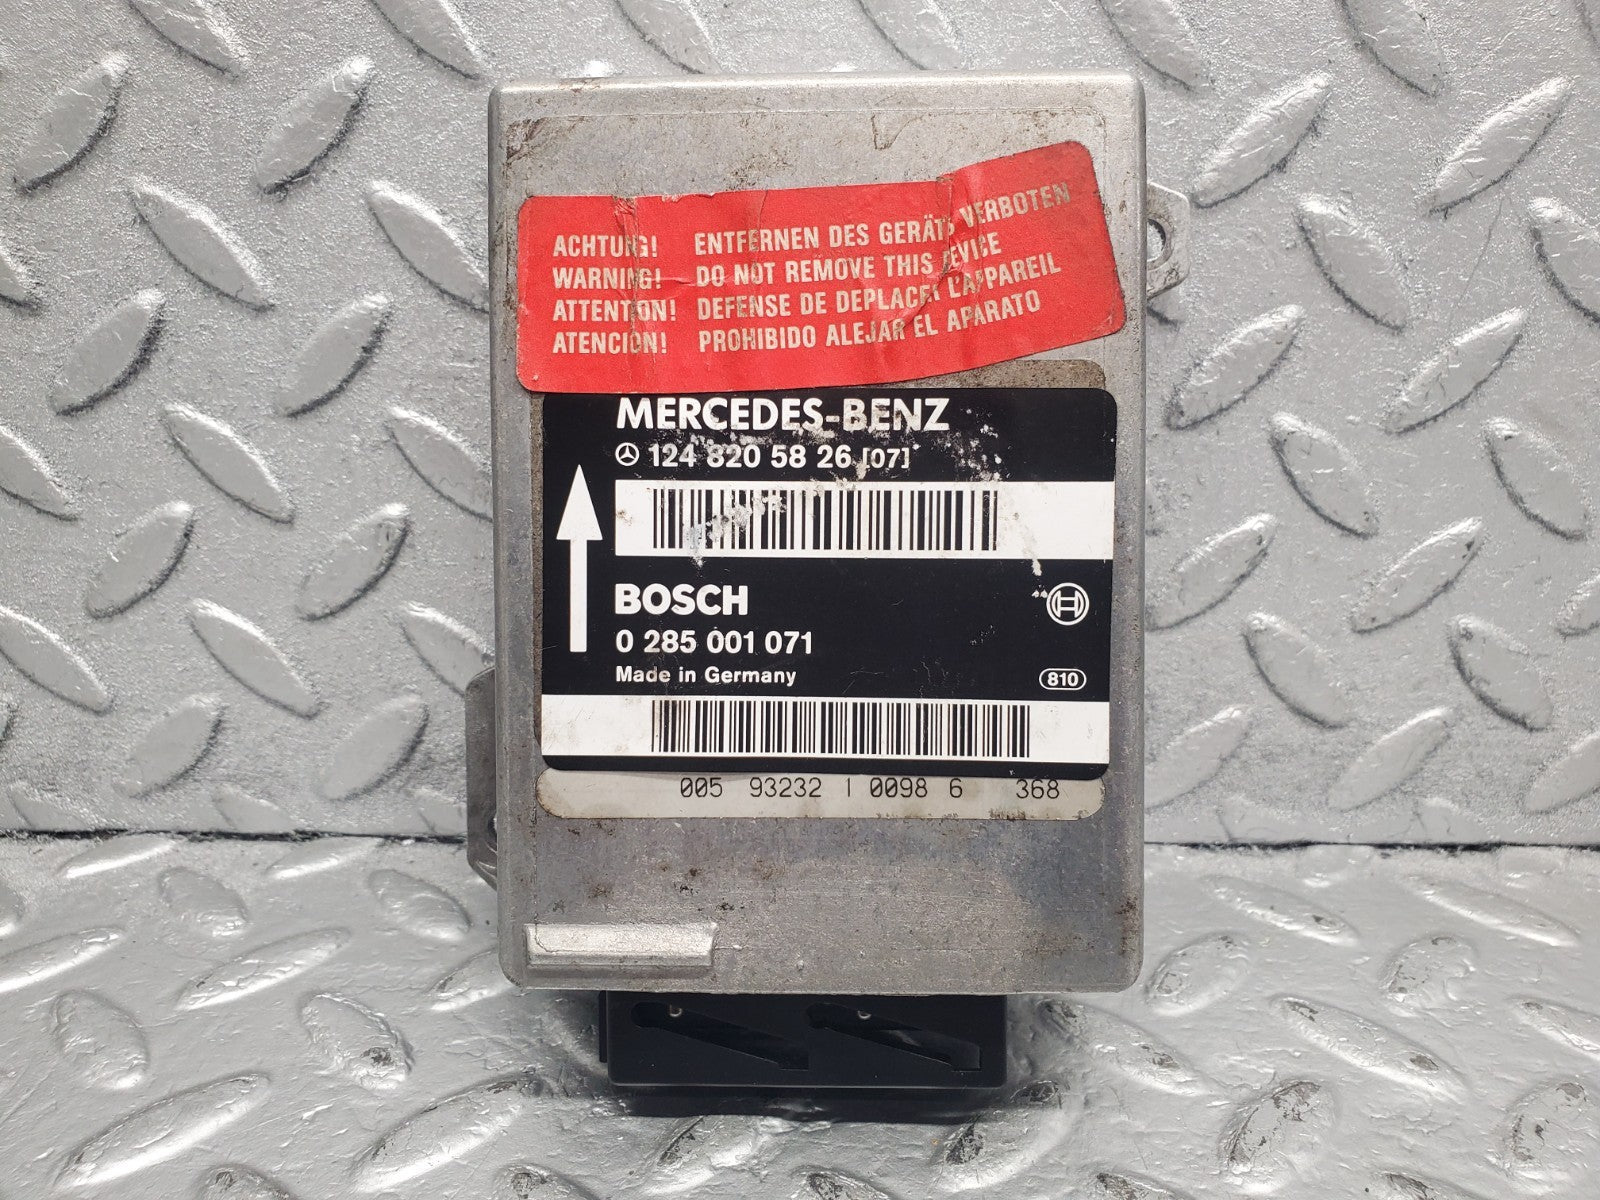 ACHTUNG! ENTFERNEN DES GERÄTS VERBOTEN
WARNING! DO NOT REMOVE THIS DEVICE
ATTENTION! DEFENSE DE DEPLACER L'APPAREIL
ATENCION! PROHIBIDO ALEJAR EL APARATO
MERCEDES-BENZ
124 820 58 26 [07]
BOSCH
0 285 001 071
Made in Germany 810
005 93232 1 0098 6 368